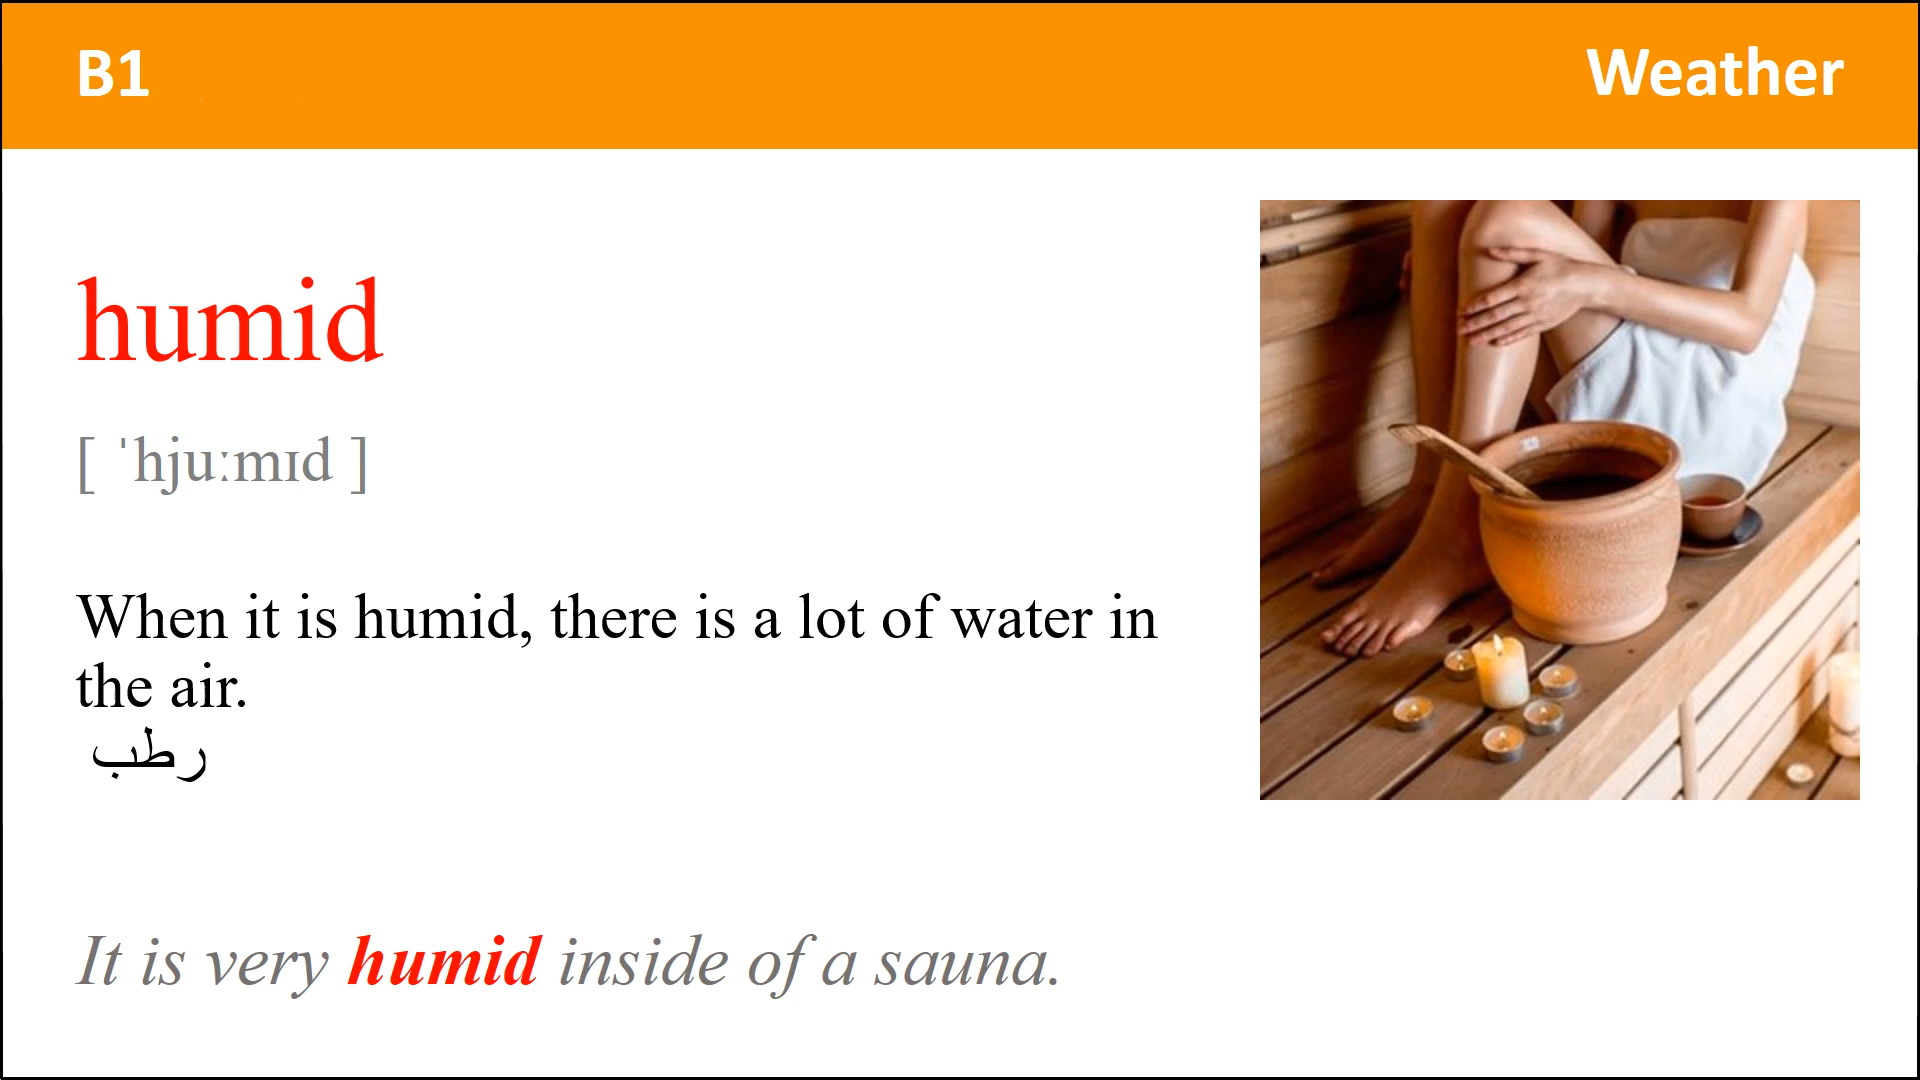 B1
Weather
humid
[ ˈhjuːmɪd ]
When it is humid, there is a lot of water in
the air.
رطب
It is very humid inside of a sauna.